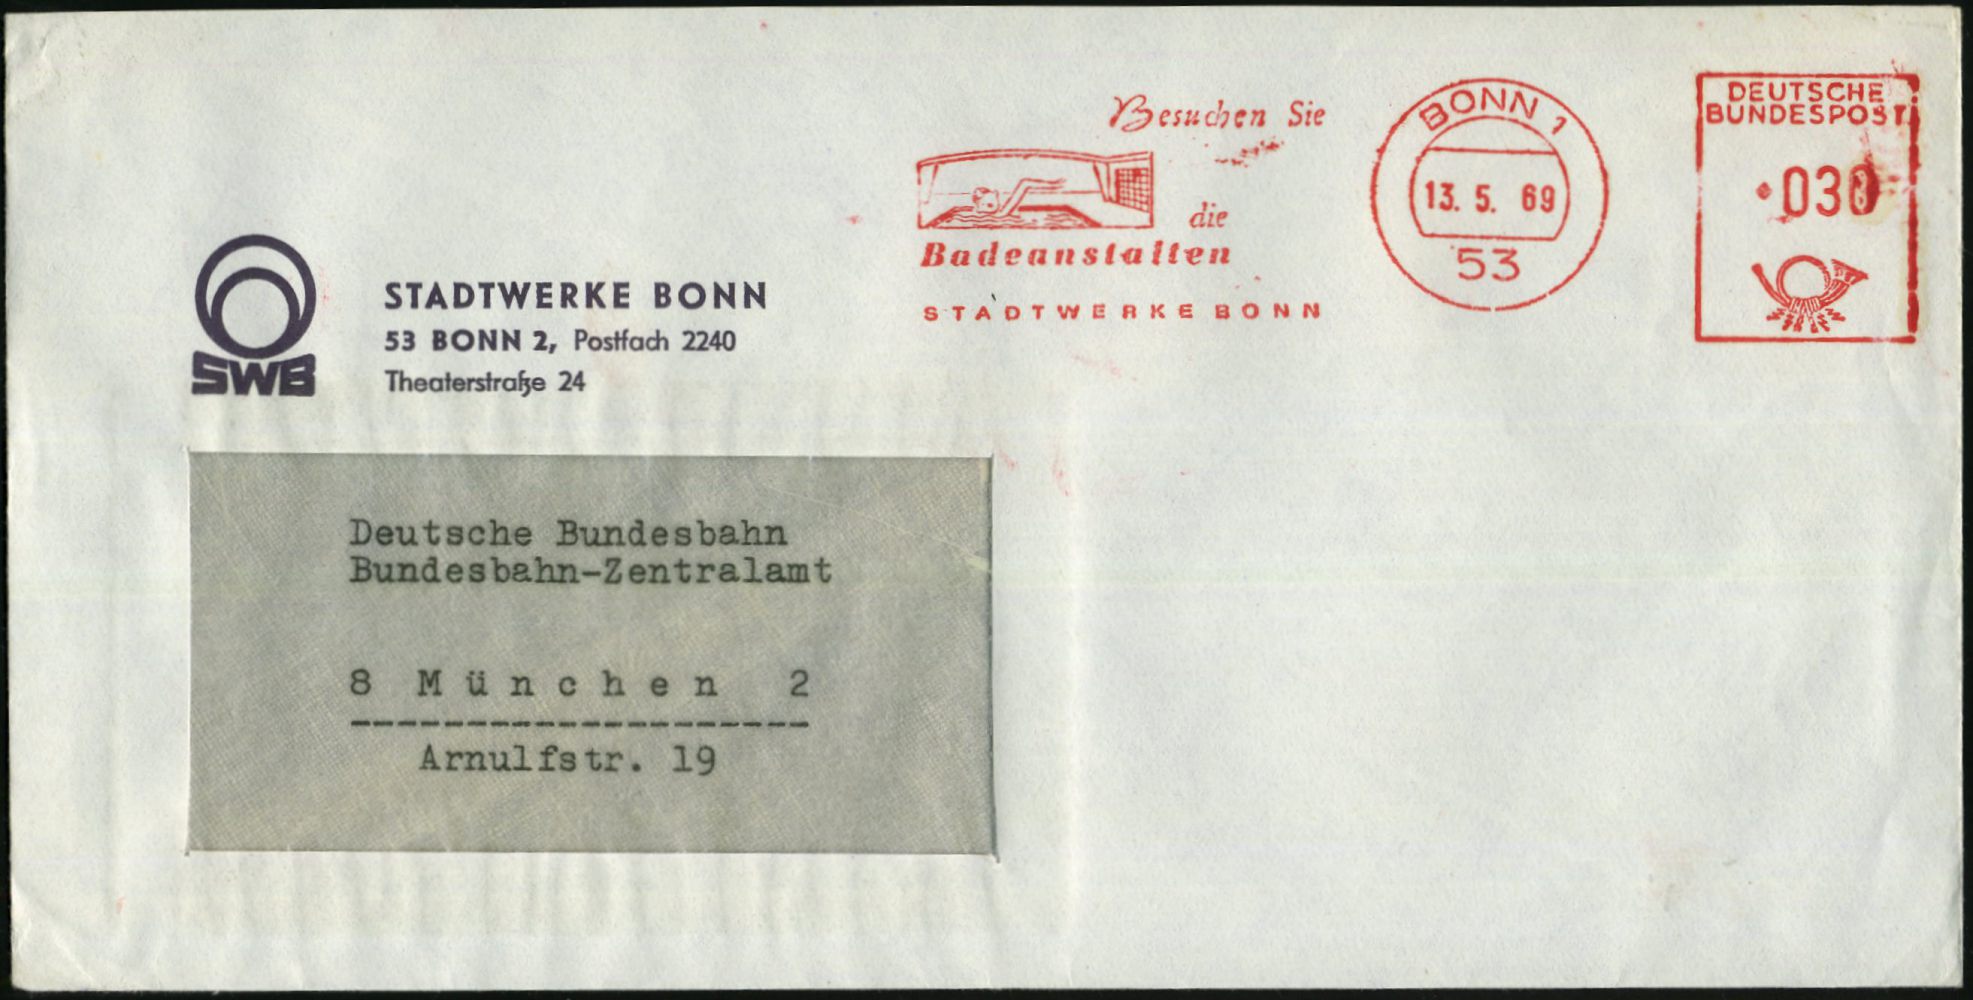 Besuchen Sie
die
Badeanstalten
STADTWERKE BONN
BONN 1
13. 5. 69
53
DEUTSCHE
BUNDESPOST
030
SWB
STADTWERKE BONN
53 BONN 2, Postfach 2240
Theaterstraße 24
Deutsche Bundesbahn
Bundesbahn-Zentralamt
8 München 2
Arnulfstr. 19